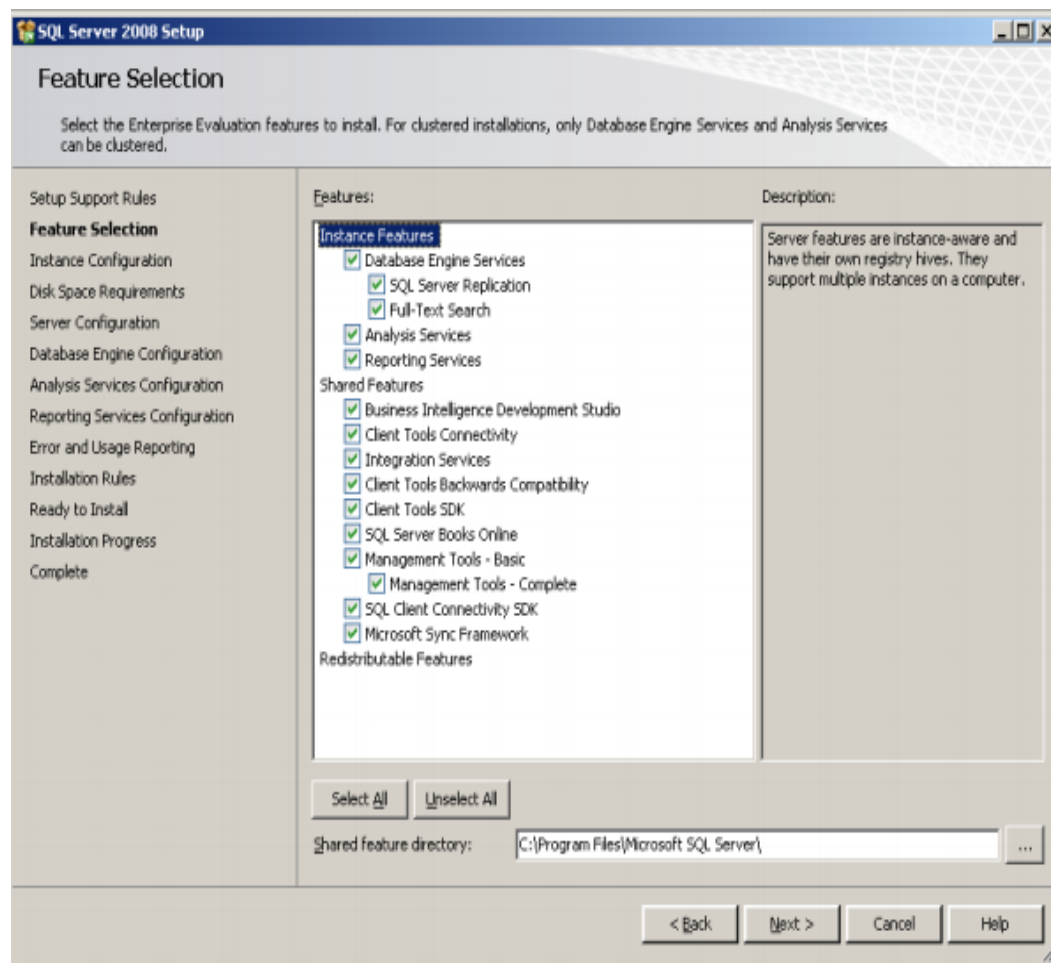 SQL Server 2008 Setup
Feature Selection
Select the Enterprise Evaluation features to install. For clustered installations, only Database Engine Services and Analysis Services
can be clustered.
Setup Support Rules
Feature Selection
Instance Configuration
Disk Space Requirements
Server Configuration
Database Engine Configuration
Analysis Services Configuration
Reporting Services Configuration
Error and Usage Reporting
Installation Rules
Ready to Install
Installation Progress
Complete
Features:
Instance Features
Database Engine Services
SQL Server Replication
Full-Text Search
Analysis Services
Reporting Services
Shared Features
Business Intelligence Development Studio
Client Tools Connectivity
Integration Services
Client Tools Backwards Compatibility
Client Tools SDK
SQL Server Books Online
Management Tools - Basic
Management Tools - Complete
SQL Client Connectivity SDK
Microsoft Sync Framework
Redistributable Features
Description:
Server features are instance-aware and
have their own registry hives. They
support multiple instances on a computer.
Select All
Unselect All
Shared feature directory:
C:\Program Files\Microsoft SQL Server\
...
< Back
Next >
Cancel
Help